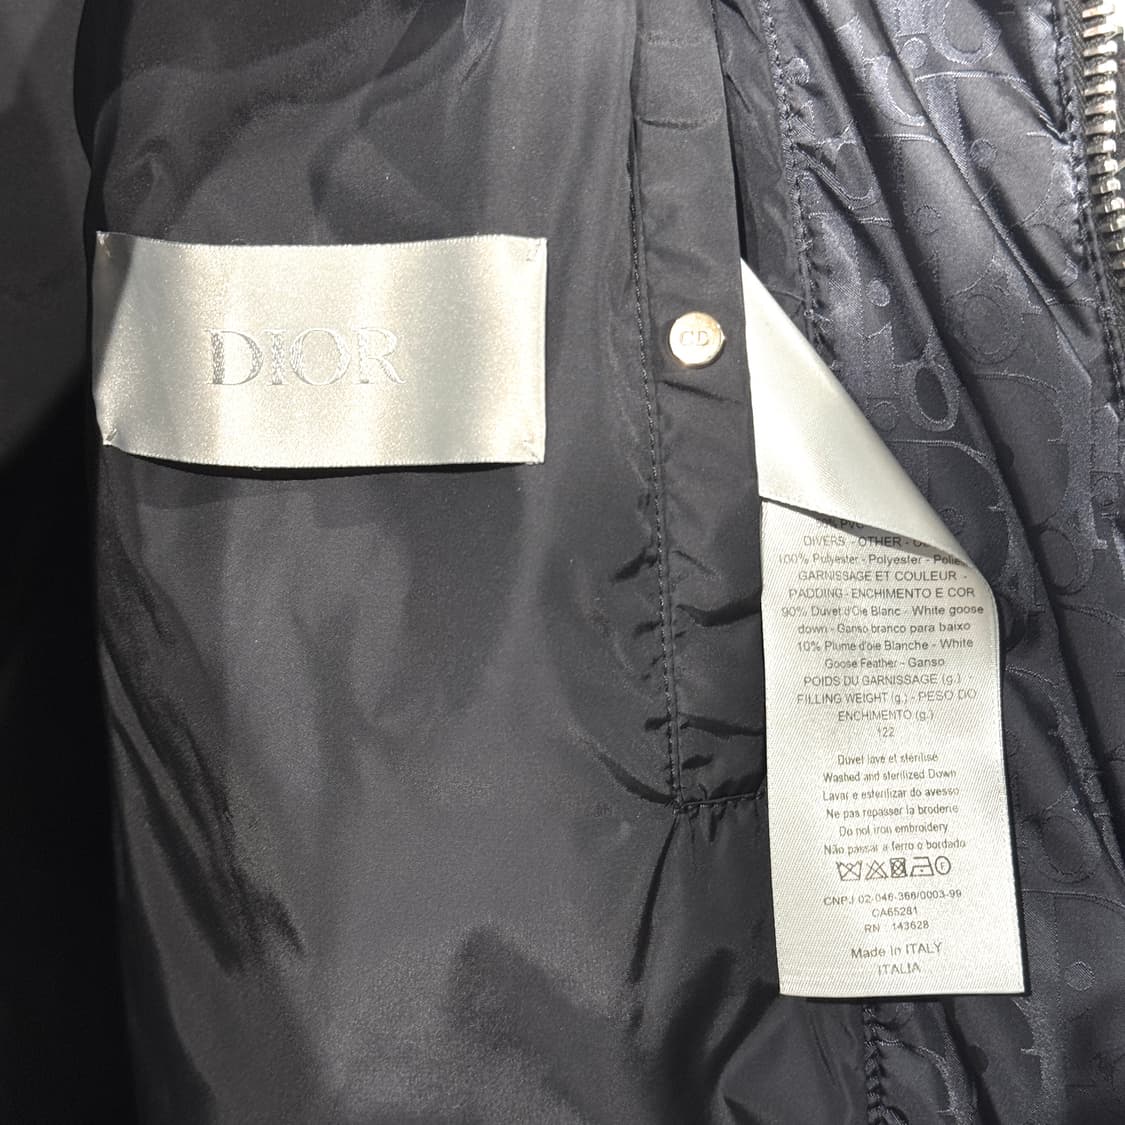 DIOR
CD
PVC
DIVERS - OTHER -
100% Polyester - Polyester -
GARNISSAGE ET COULEUR -
PADDING - ENCHIMENTO E COR
90% Duvet d'Oie Blanc - White goose
down - Ganso branco para baixo
10% Plume d'oie Blanche - White
Goose Feather - Ganso
POIDS DU GARNISSAGE (g.) -
FILLING WEIGHT (g.) - PESO DO
ENCHIMENTO (g.)
122
Duvet lavé et stérilisé
Washed and sterilized Down
Lavar e esterilizar do avesso
Ne pas repasser la broderie
Do not iron embroidery
Não passar a ferro o bordado
F
CNPJ 02-046-366/0003-99
CA65281
RN 143628
Made in ITALY
ITALIA